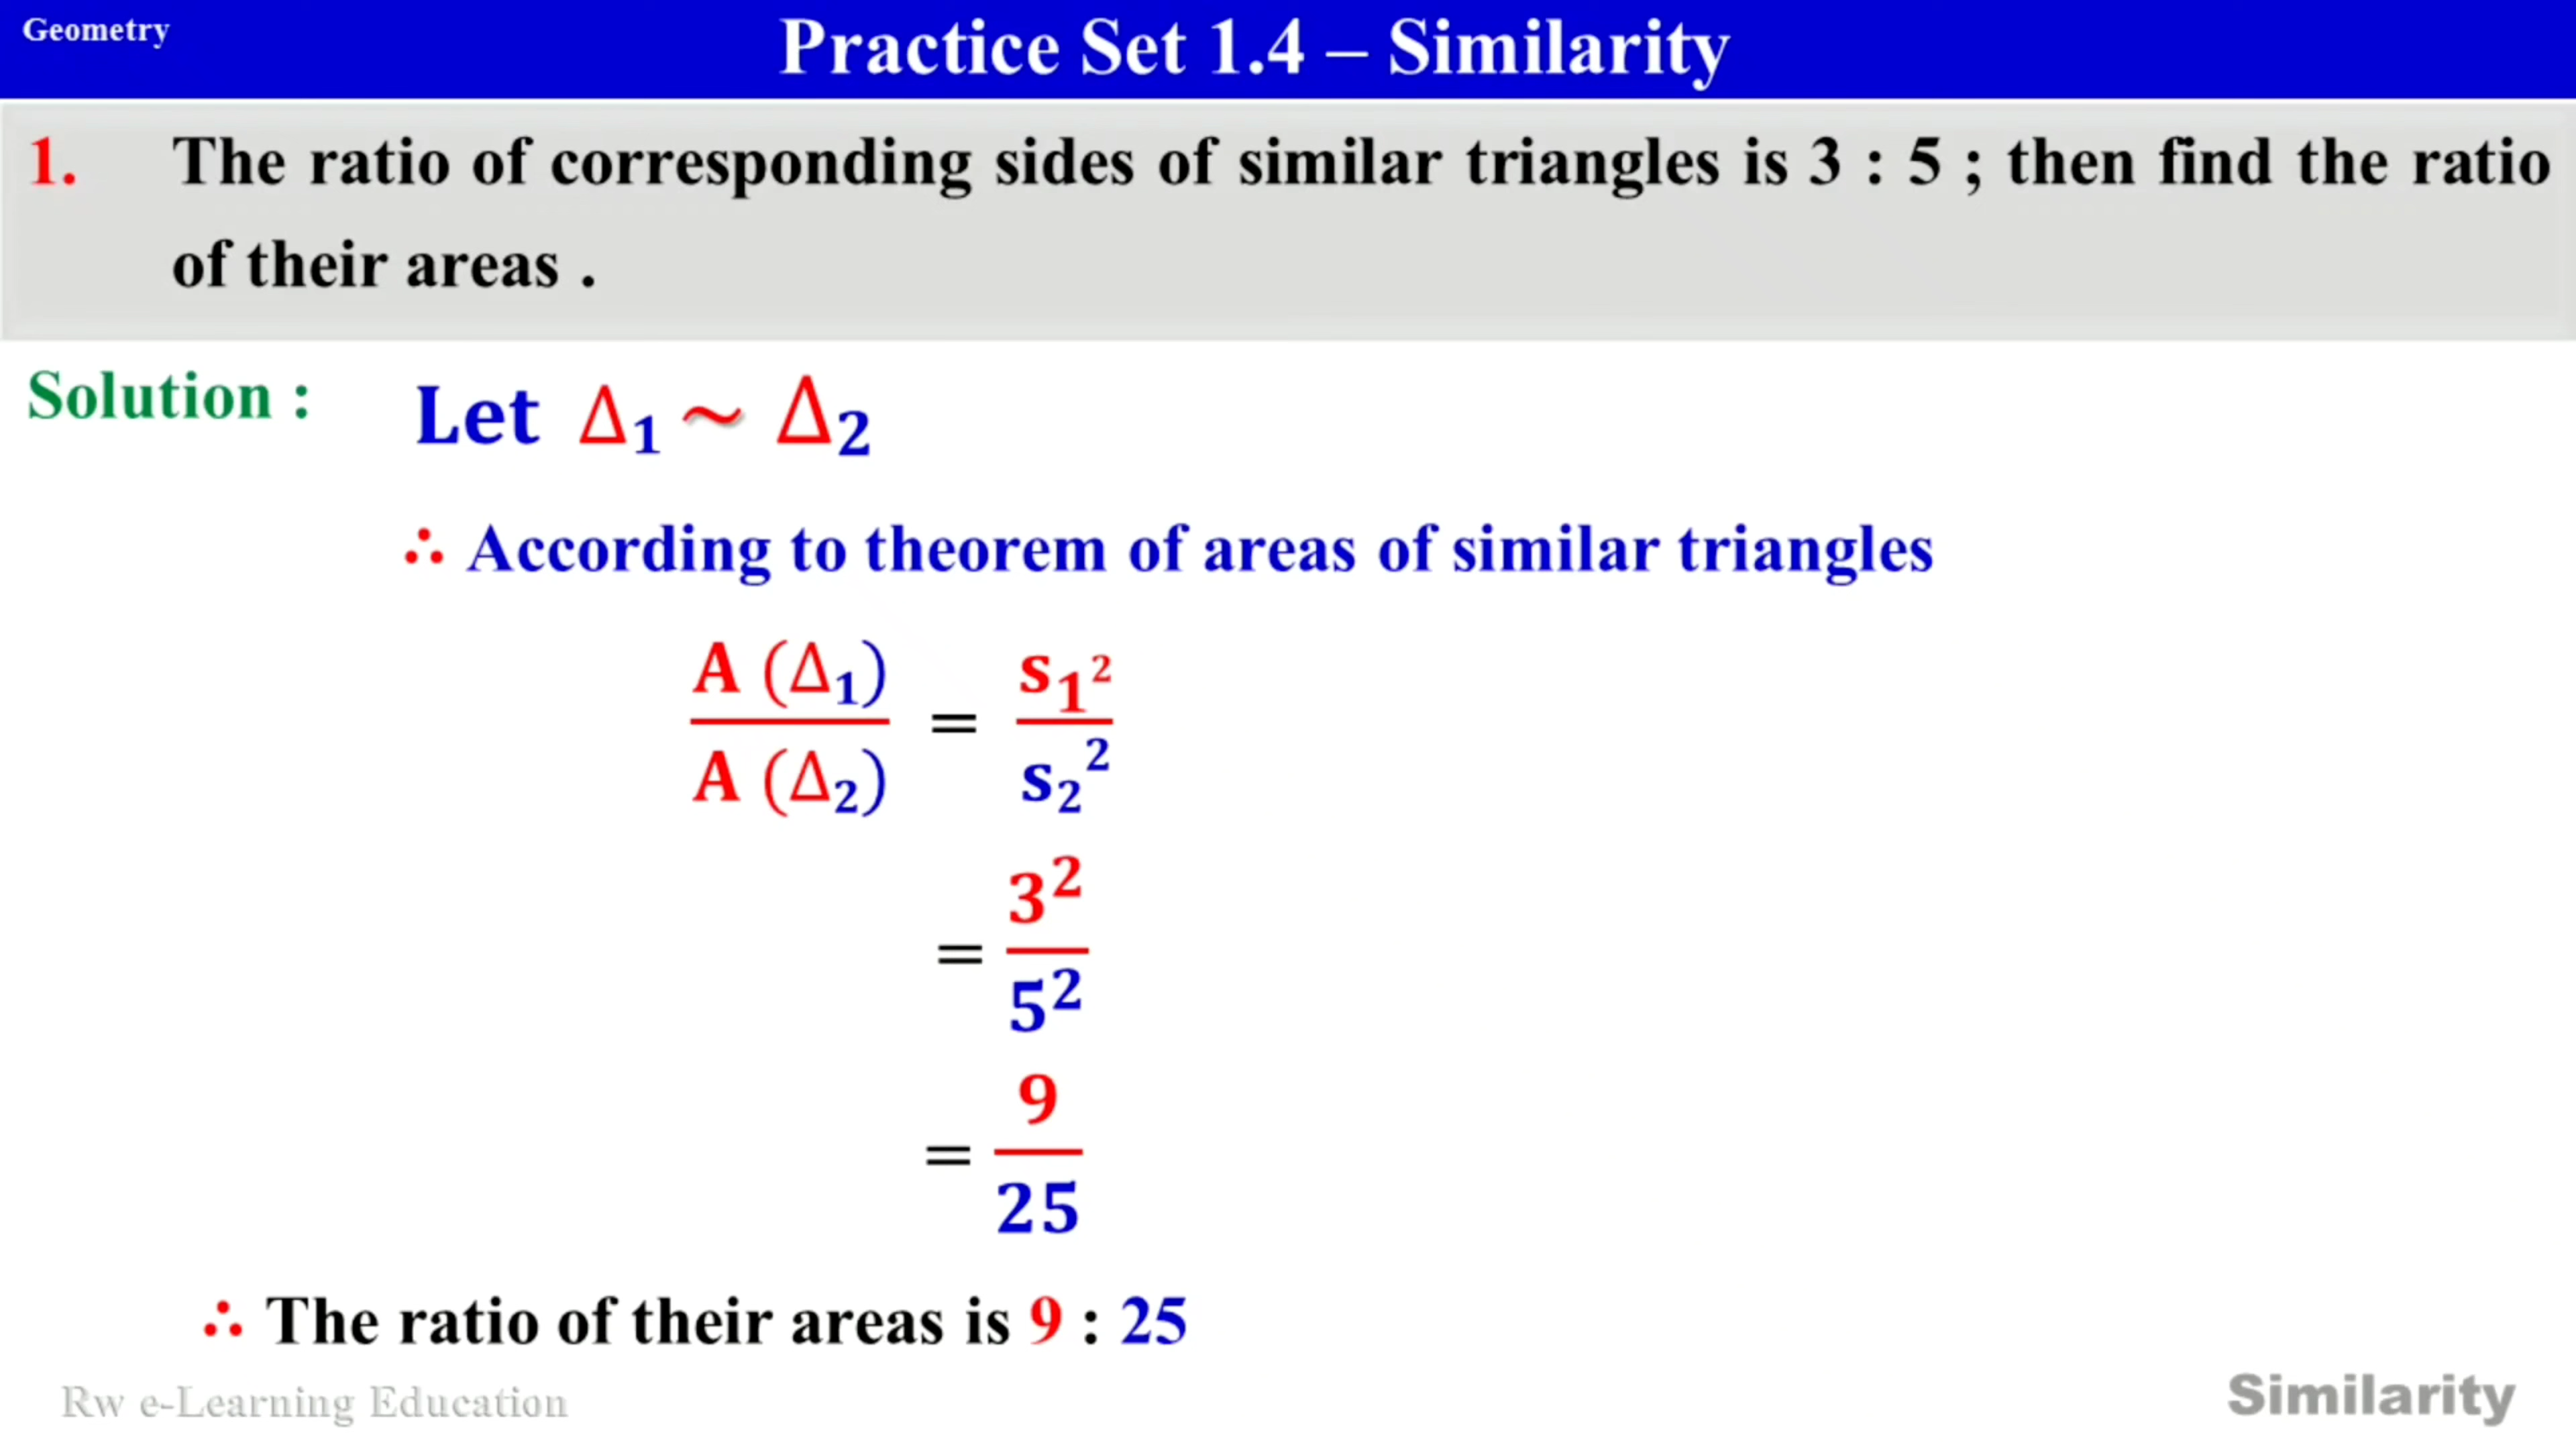 Geometry
Practice Set 1.4 – Similarity
1. The ratio of corresponding sides of similar triangles is 3 : 5 ; then find the ratio
of their areas .
Solution : Let Δ₁ ~ Δ₂
∴ According to theorem of areas of similar triangles
A (Δ₁) / A (Δ₂) = s₁² / s₂²
= 3² / 5²
= 9 / 25
∴ The ratio of their areas is 9 : 25
Rw e-Learning Education
Similarity